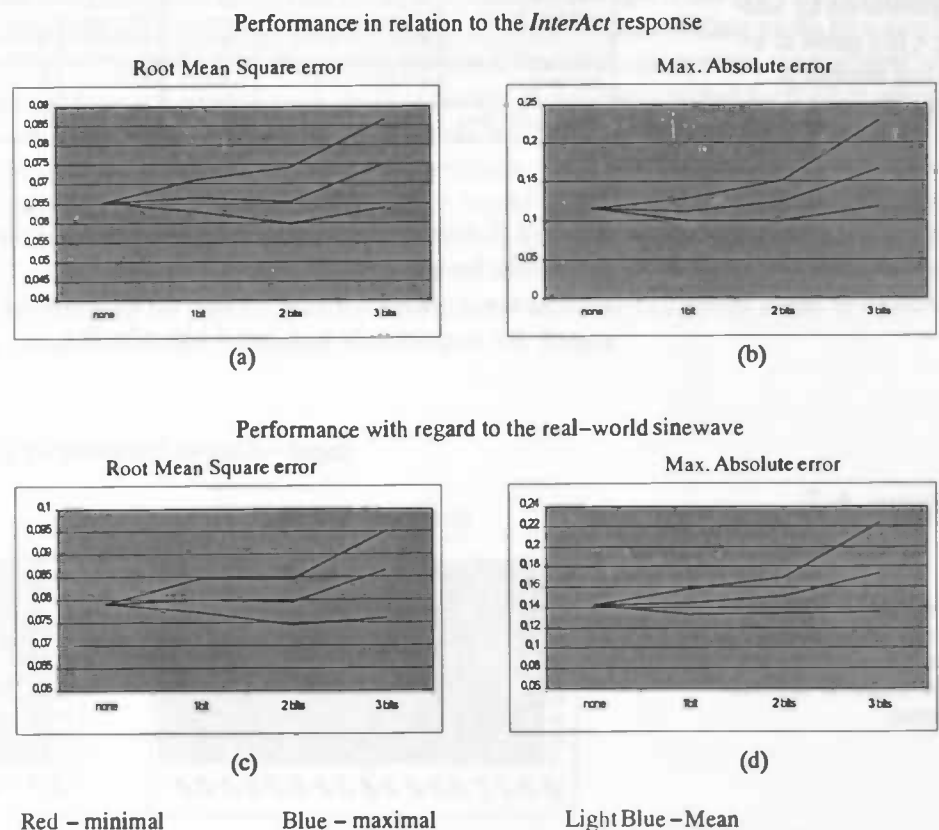 Performance in relation to the InterAct response
Root Mean Square error
Max. Absolute error
0,09
0,085
0,08
0,075
0,07
0,065
0,06
0,055
0,05
0,045
0,04
none 1bit 2 bits 3 bits
(a)
0,25
0,2
0,15
0,1
0,05
0
none 1bit 2 bits 3 bits
(b)
Performance with regard to the real–world sinewave
Root Mean Square error
Max. Absolute error
0,1
0,095
0,09
0,085
0,08
0,075
0,07
0,065
0,06
none 1bit 2 bits 3 bits
(c)
0,24
0,22
0,2
0,18
0,16
0,14
0,12
0,1
0,08
0,06
none 1bit 2 bits 3 bits
(d)
Red – minimal Blue – maximal Light Blue –Mean